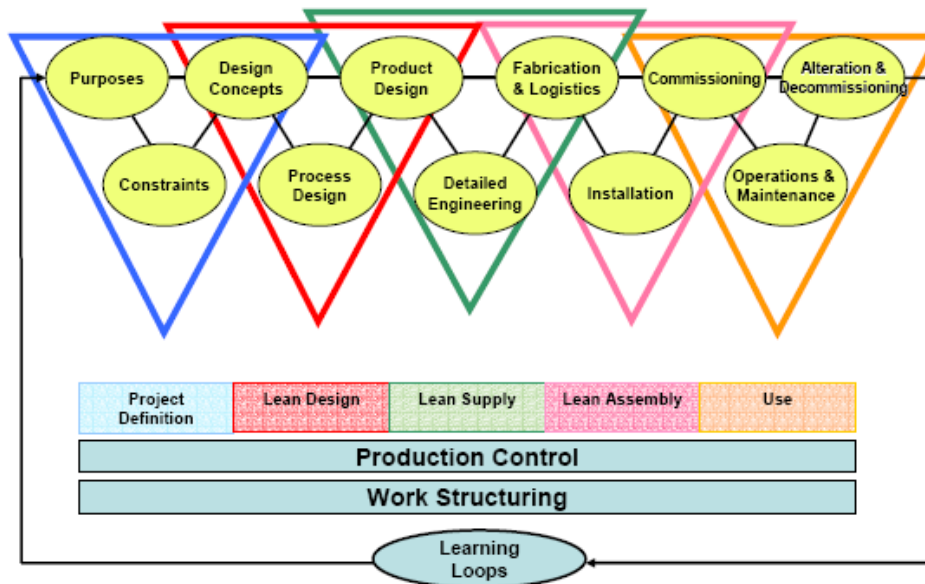 Purposes
Design
Concepts
Product
Design
Fabrication
& Logistics
Commissioning
Alteration &
Decommissioning
Constraints
Process
Design
Detailed
Engineering
Installation
Operations &
Maintenance
Project
Definition
Lean Design
Lean Supply
Lean Assembly
Use
Production Control
Work Structuring
Learning
Loops